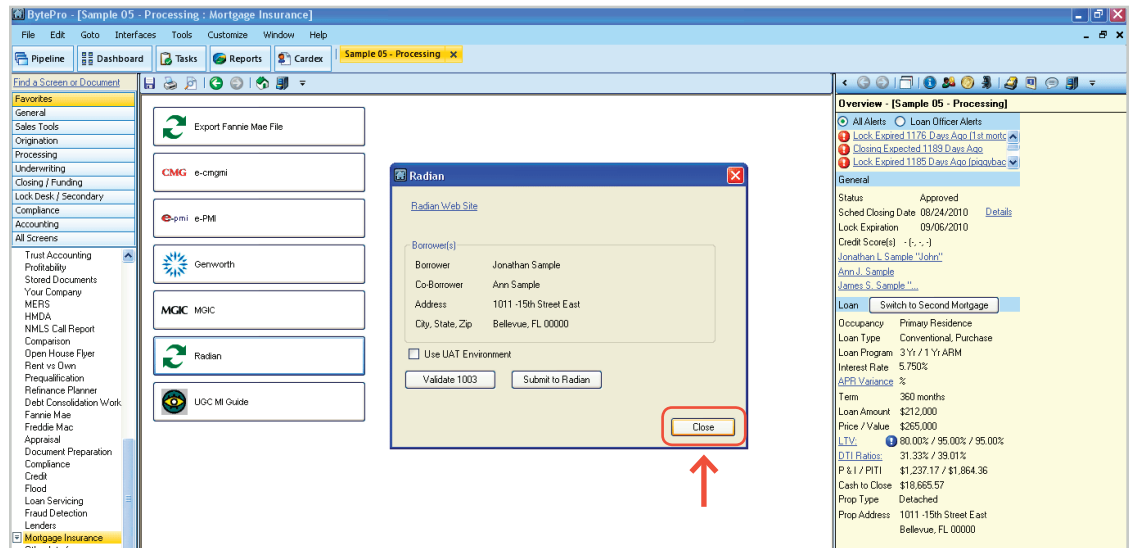 BytePro - [Sample 05 - Processing : Mortgage Insurance]
File Edit Goto Interfaces Tools Customize Window Help
Pipeline Dashboard Tasks Reports Cardex Sample 05 - Processing
Find a Screen or Document
Favorites
General
Sales Tools
Origination
Processing
Underwriting
Closing / Funding
Lock Desk / Secondary
Compliance
Accounting
All Screens
Trust Accounting
Profitability
Stored Documents
Your Company
MERS
HMDA
NMLS Call Report
Comparison
Open House Flyer
Rent vs Own
Prequalification
Refinance Planner
Debt Consolidation Work
Fannie Mae
Freddie Mac
Appraisal
Document Preparation
Compliance
Credit
Flood
Loan Servicing
Fraud Detection
Lenders
Mortgage Insurance
Export Fannie Mae File
CMG e-cmgmi
e-pmi e-PMI
Genworth
MGIC MGIC
Radian
UGC MI Guide
Radian
Radian Web Site
Borrower(s)
Borrower Jonathan Sample
Co-Borrower Ann Sample
Address 1011 -15th Street East
City, State, Zip Bellevue, FL 00000
Use UAT Environment
Validate 1003 Submit to Radian
Close
Overview - [Sample 05 - Processing]
All Alerts Loan Officer Alerts
Lock Expired 1176 Days Ago (1st mortg
Closing Expected 1189 Days Ago
Lock Expired 1185 Days Ago (piggybac
General
Status Approved
Sched Closing Date 08/24/2010 Details
Lock Expiration 09/06/2010
Credit Score(s) - (-, -, -)
Jonathan L Sample "John"
Ann J. Sample
James S. Sample "...
Loan Switch to Second Mortgage
Occupancy Primary Residence
Loan Type Conventional, Purchase
Loan Program 3 Yr / 1 Yr ARM
Interest Rate 5.750%
APR Variance %
Term 360 months
Loan Amount $212,000
Price / Value $265,000
LTV: 80.00% / 95.00% / 95.00%
DTI Ratios: 31.33% / 39.01%
P & I / PITI $1,237.17 / $1,864.36
Cash to Close $18,665.57
Prop Type Detached
Prop Address 1011 -15th Street East
Bellevue, FL 00000